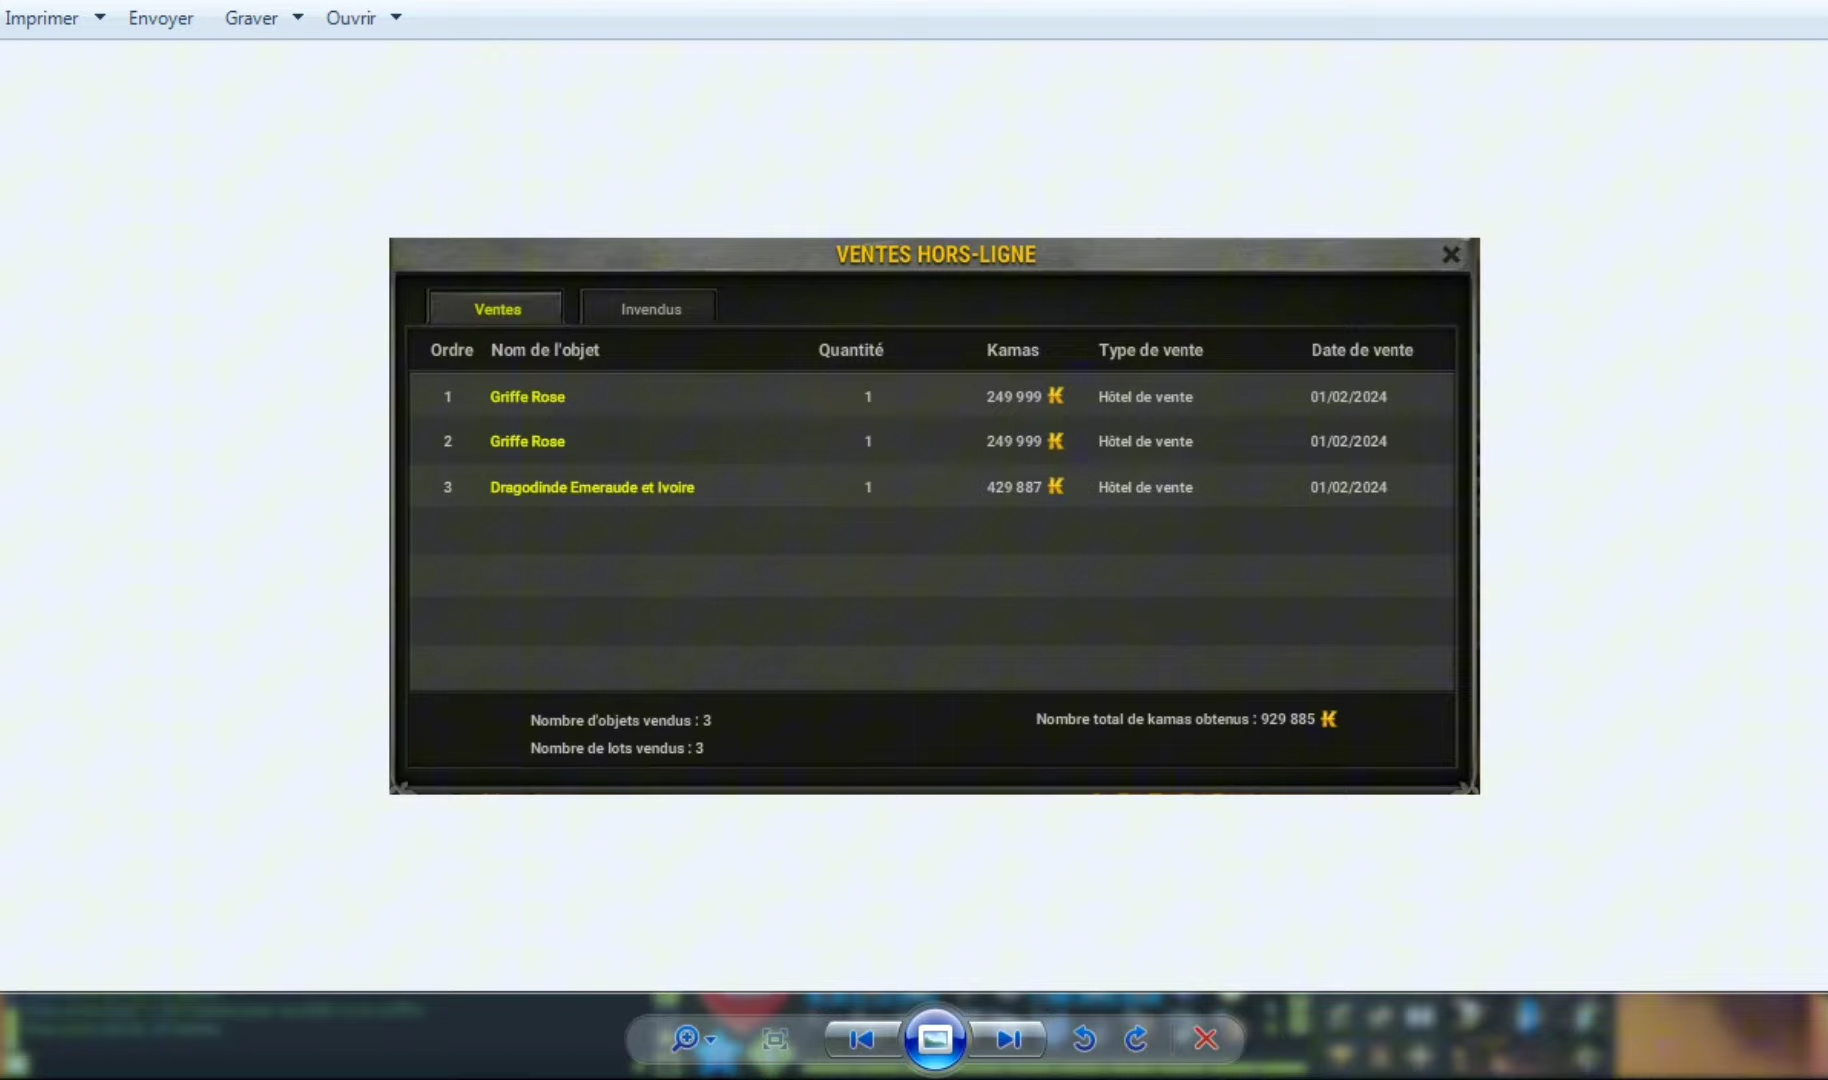 Imprimer Envoyer Graver Ouvrir
VENTES HORS-LIGNE
Ventes Invendus
Ordre Nom de l'objet Quantité Kamas Type de vente Date de vente
1 Griffe Rose 1 249 999 Hôtel de vente 01/02/2024
2 Griffe Rose 1 249 999 Hôtel de vente 01/02/2024
3 Dragodinde Emeraude et Ivoire 1 429 887 Hôtel de vente 01/02/2024
Nombre d'objets vendus : 3 Nombre total de kamas obtenus : 929 885
Nombre de lots vendus : 3